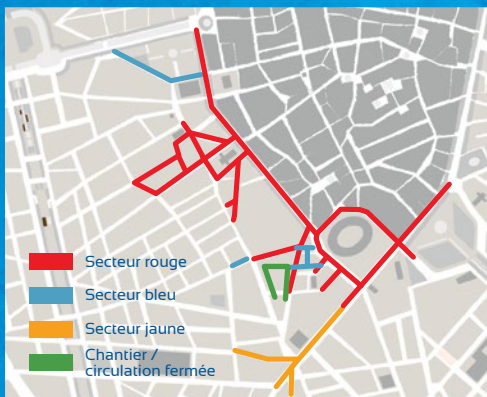 Secteur rouge
Secteur bleu
Secteur jaune
Chantier /
circulation fermée